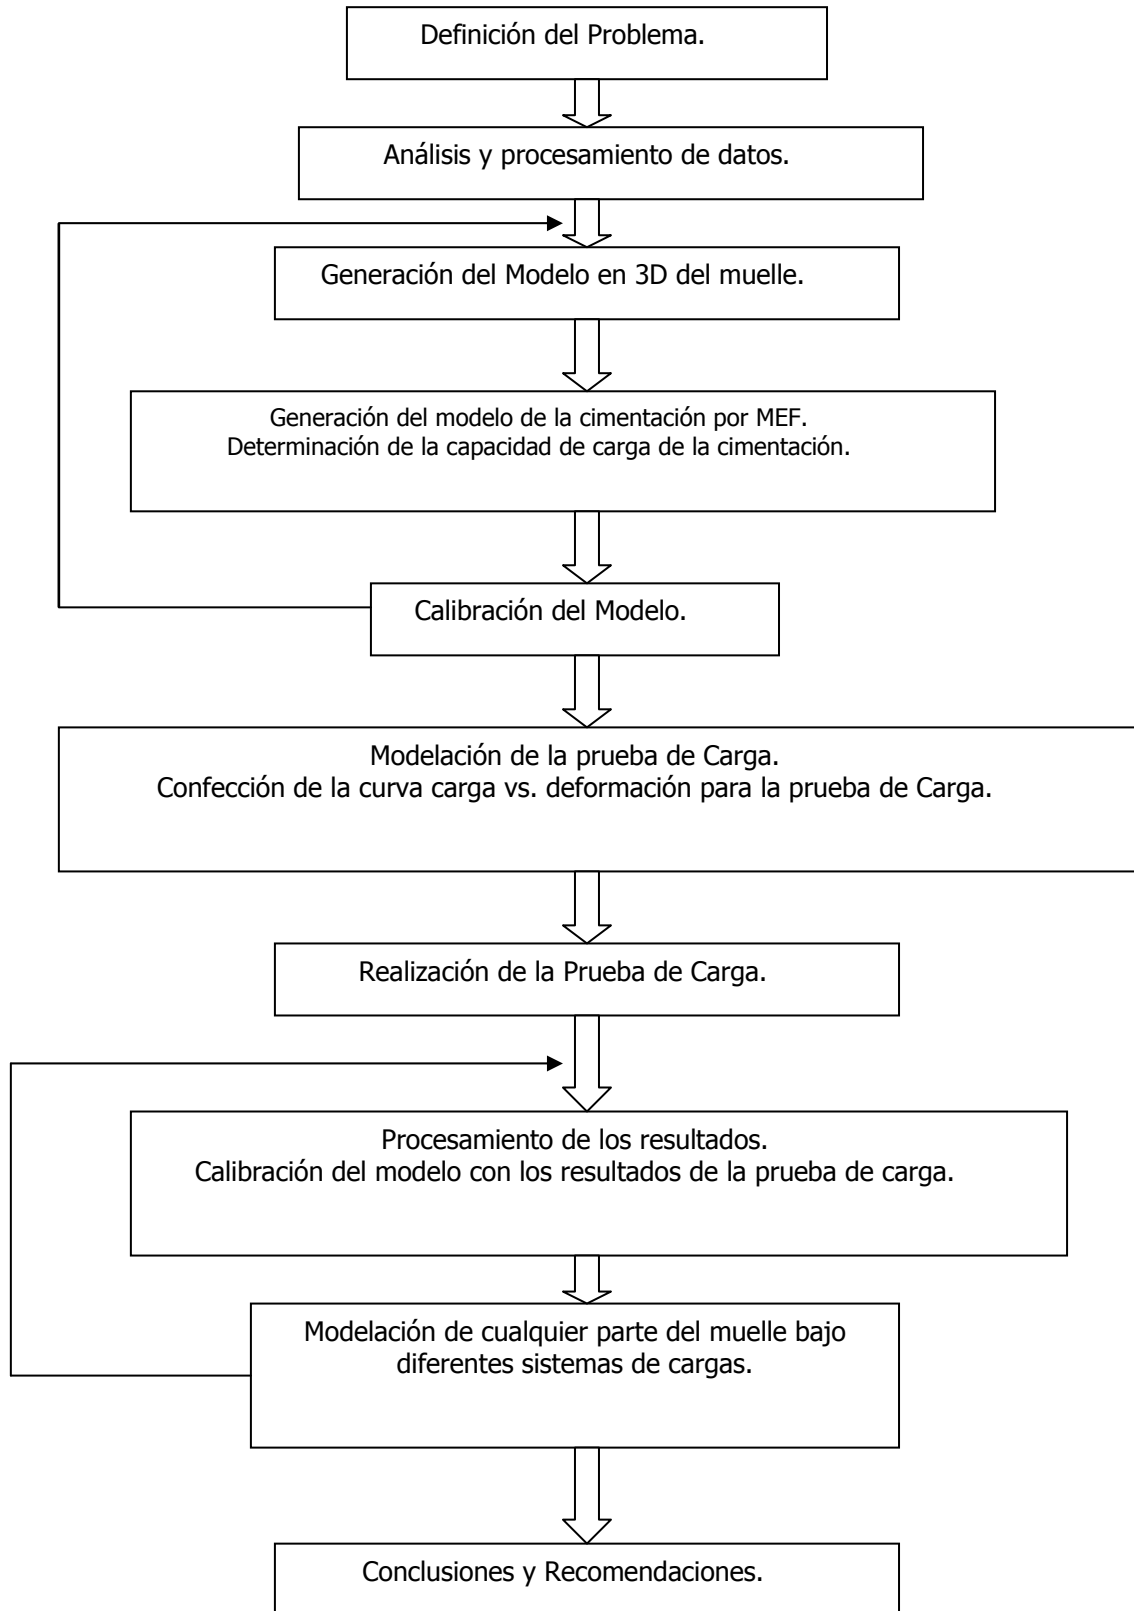 Definición del Problema.
Análisis y procesamiento de datos.
Generación del Modelo en 3D del muelle.
Generación del modelo de la cimentación por MEF.
Determinación de la capacidad de carga de la cimentación.
Calibración del Modelo.
Modelación de la prueba de Carga.
Confección de la curva carga vs. deformación para la prueba de Carga.
Realización de la Prueba de Carga.
Procesamiento de los resultados.
Calibración del modelo con los resultados de la prueba de carga.
Modelación de cualquier parte del muelle bajo
diferentes sistemas de cargas.
Conclusiones y Recomendaciones.